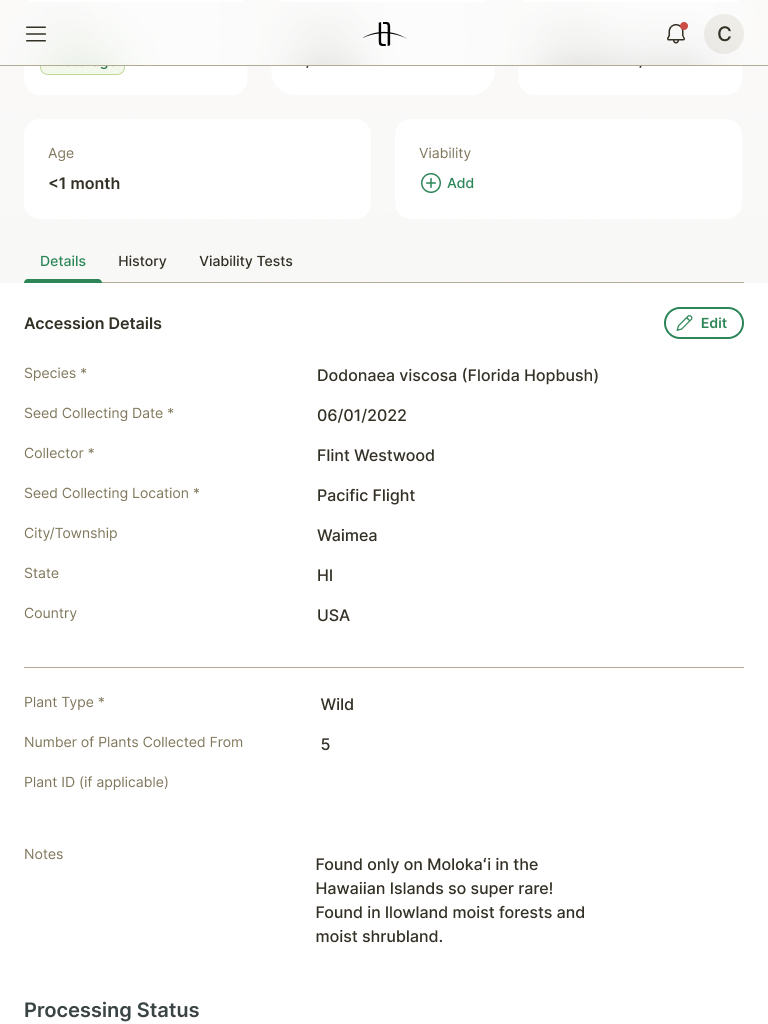 C
Age
<1 month
Viability
Add
Details
History
Viability Tests
Accession Details
Edit
Species *
Dodonaea viscosa (Florida Hopbush)
Seed Collecting Date *
06/01/2022
Collector *
Flint Westwood
Seed Collecting Location *
Pacific Flight
City/Township
Waimea
State
HI
Country
USA
Plant Type *
Wild
Number of Plants Collected From
5
Plant ID (if applicable)
Notes
Found only on Molokaʻi in the
Hawaiian Islands so super rare!
Found in llowland moist forests and
moist shrubland.
Processing Status